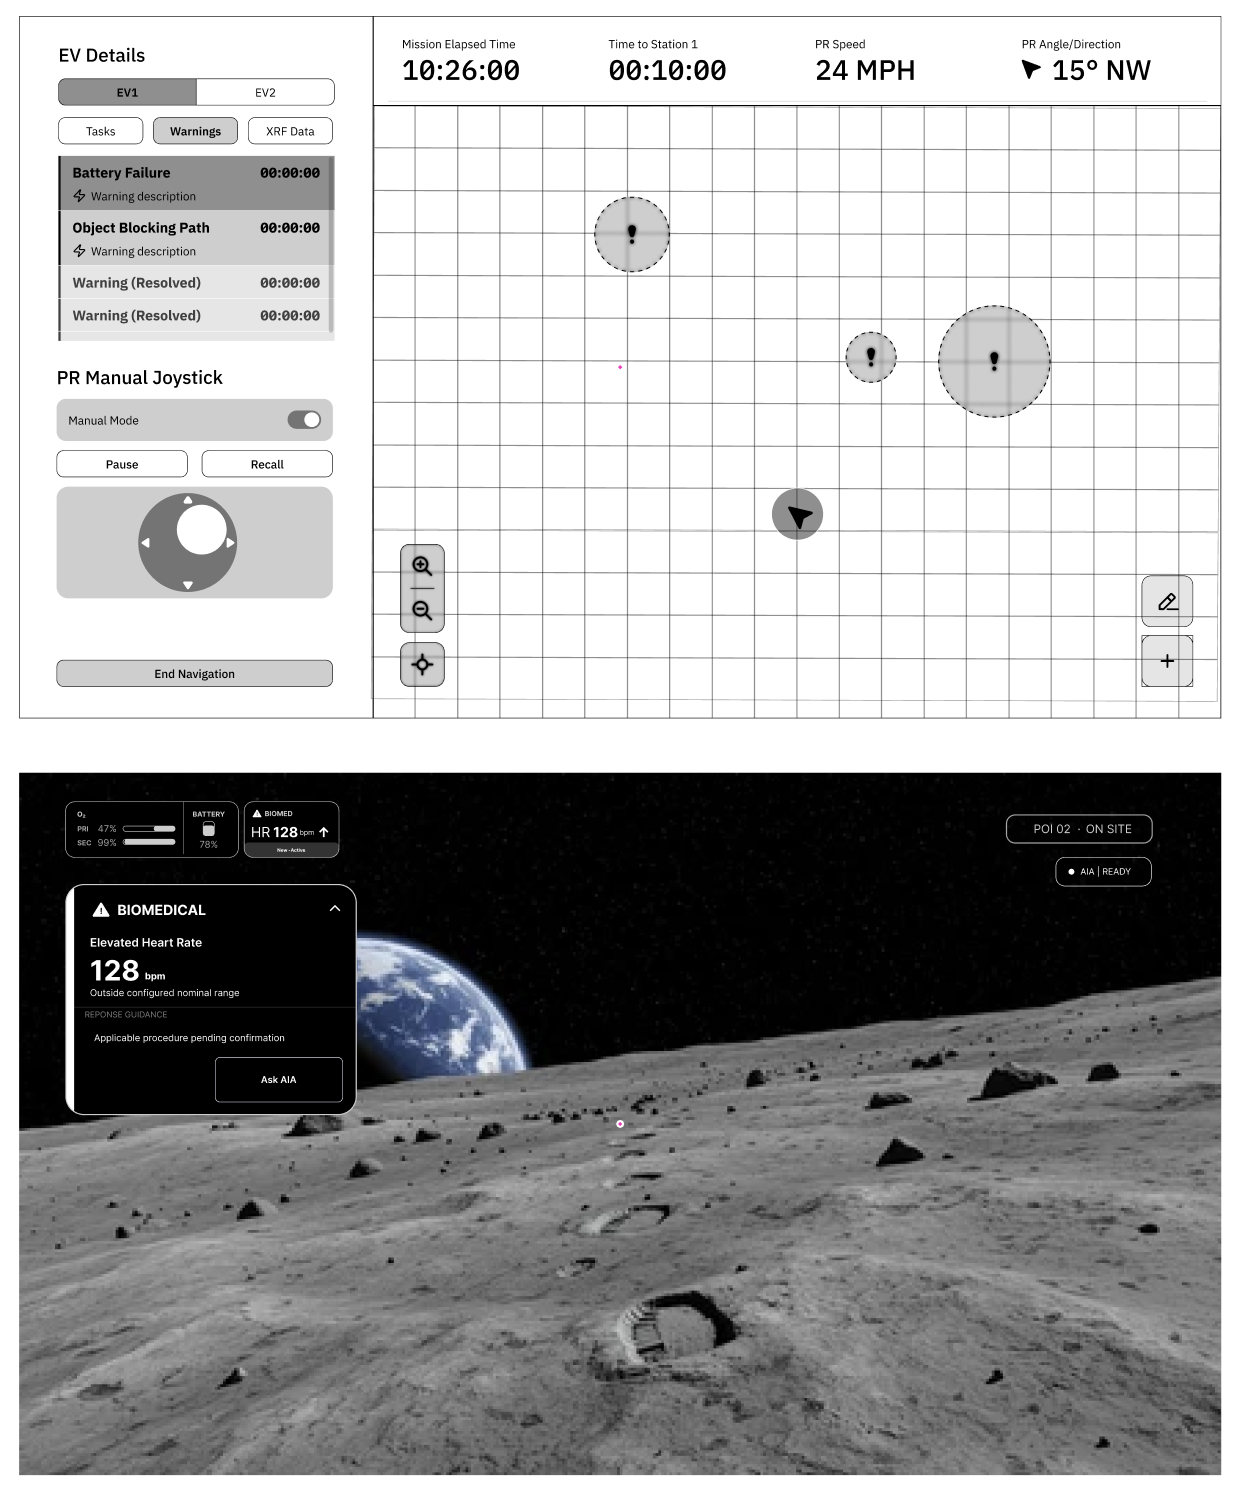 EV Details
EV1 EV2
Tasks Warnings XRF Data
Battery Failure 00:00:00
Warning description
Object Blocking Path 00:00:00
Warning description
Warning (Resolved) 00:00:00
Warning (Resolved) 00:00:00
PR Manual Joystick
Manual Mode
Pause Recall
End Navigation
Mission Elapsed Time
10:26:00
Time to Station 1
00:10:00
PR Speed
24 MPH
PR Angle/Direction
15° NW
O₂
PRI 47%
SEC 99%
BATTERY
78%
BIOMED
HR 128 bpm
New - Active
POI 02 · ON SITE
AIA | READY
BIOMEDICAL
Elevated Heart Rate
128 bpm
Outside configured nominal range
REPONSE GUIDANCE
Applicable procedure pending confirmation
Ask AIA